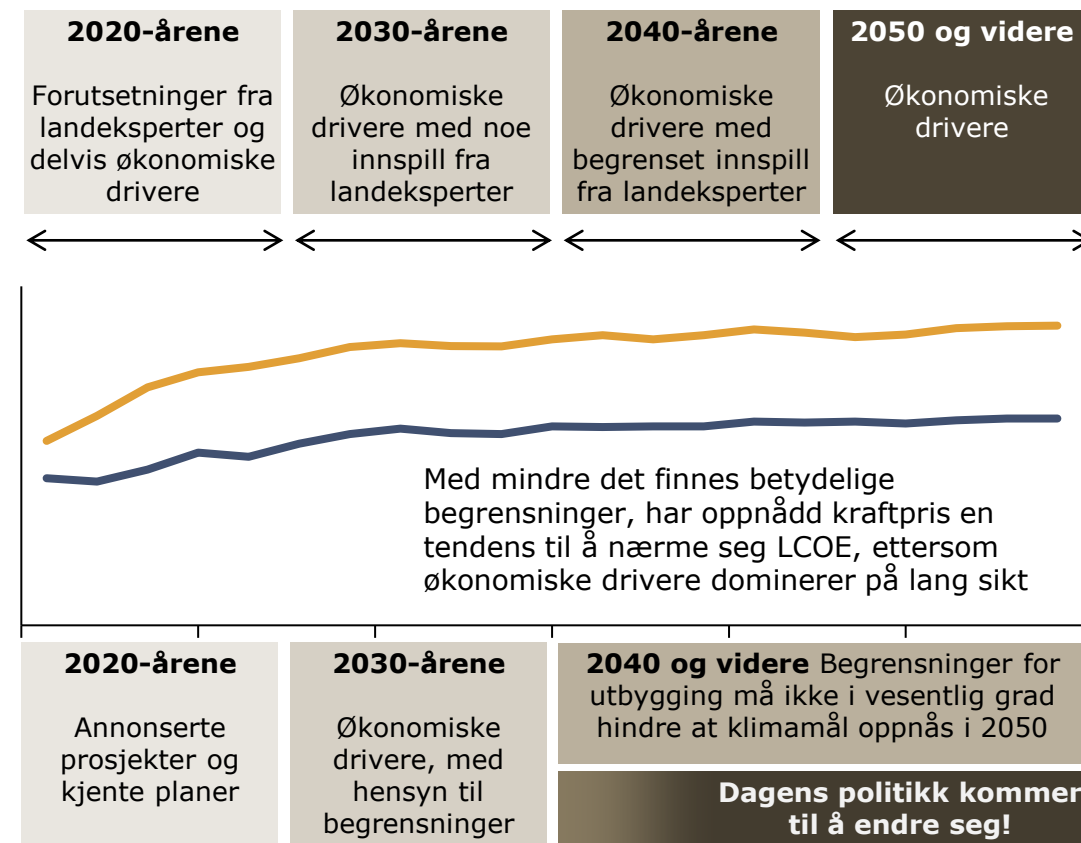 2020-årene
Forutsetninger fra
landeksperter og
delvis økonomiske
drivere
2030-årene
Økonomiske
drivere med noe
innspill fra
landeksperter
2040-årene
Økonomiske
drivere med
begrenset innspill
fra landeksperter
2050 og videre
Økonomiske
drivere
Med mindre det finnes betydelige
begrensninger, har oppnådd kraftpris en
tendens til å nærme seg LCOE, ettersom
økonomiske drivere dominerer på lang sikt
2020-årene
Annonserte
prosjekter og
kjente planer
2030-årene
Økonomiske
drivere, med
hensyn til
begrensninger
2040 og videre Begrensninger for
utbygging må ikke i vesentlig grad
hindre at klimamål oppnås i 2050
Dagens politikk kommer
til å endre seg!